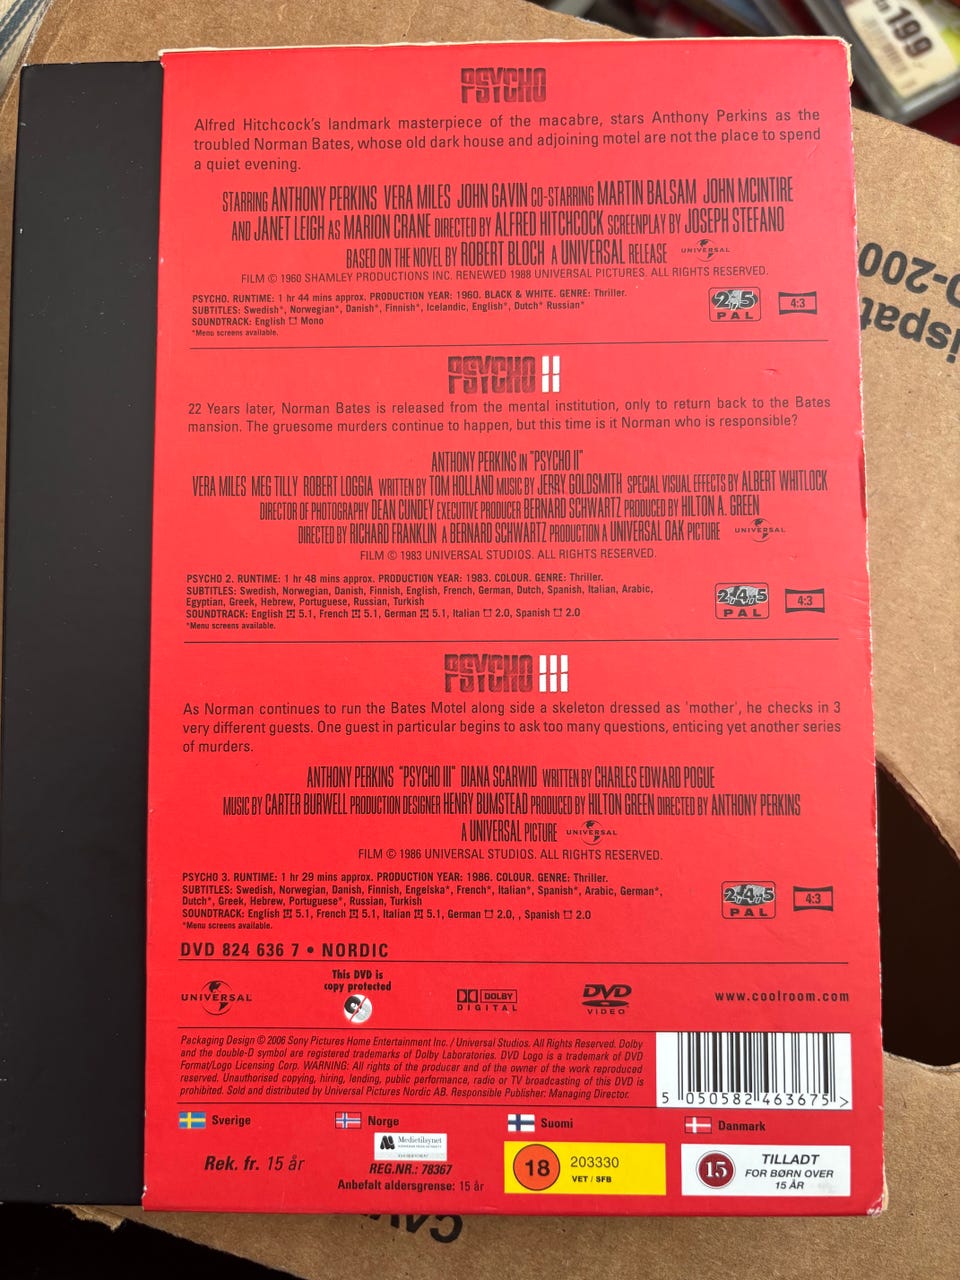 199
PSYCHO
Alfred Hitchcock's landmark masterpiece of the macabre, stars Anthony Perkins as the
troubled Norman Bates, whose old dark house and adjoining motel are not the place to spend
a quiet evening.
STARRING ANTHONY PERKINS VERA MILES JOHN GAVIN CO-STARRING MARTIN BALSAM JOHN MCINTIRE
AND JANET LEIGH AS MARION CRANE DIRECTED BY ALFRED HITCHCOCK SCREENPLAY BY JOSEPH STEFANO
BASED ON THE NOVEL BY ROBERT BLOCH A UNIVERSAL RELEASE UNIVERSAL
FILM © 1960 SHAMLEY PRODUCTIONS INC. RENEWED 1988 UNIVERSAL PICTURES. ALL RIGHTS RESERVED.
PSYCHO. RUNTIME: 1 hr 44 mins approx. PRODUCTION YEAR: 1960. BLACK & WHITE. GENRE: Thriller.
SUBTITLES: Swedish*, Norwegian*, Danish*, Finnish*, Icelandic, English*, Dutch* Russian*
SOUNDTRACK: English Mono
*Menu screens available.
2,5
PAL
4:3
PSYCHO II
22 Years later, Norman Bates is released from the mental institution, only to return back to the Bates
mansion. The gruesome murders continue to happen, but this time is it Norman who is responsible?
ANTHONY PERKINS IN "PSYCHO II"
VERA MILES MEG TILLY ROBERT LOGGIA WRITTEN BY TOM HOLLAND MUSIC BY JERRY GOLDSMITH SPECIAL VISUAL EFFECTS BY ALBERT WHITLOCK
DIRECTOR OF PHOTOGRAPHY DEAN CUNDEY EXECUTIVE PRODUCER BERNARD SCHWARTZ PRODUCED BY HILTON A. GREEN
DIRECTED BY RICHARD FRANKLIN A BERNARD SCHWARTZ PRODUCTION A UNIVERSAL OAK PICTURE UNIVERSAL
FILM © 1983 UNIVERSAL STUDIOS. ALL RIGHTS RESERVED.
PSYCHO 2. RUNTIME: 1 hr 48 mins approx. PRODUCTION YEAR: 1983. COLOUR. GENRE: Thriller.
SUBTITLES: Swedish, Norwegian, Danish, Finnish, English, French, German, Dutch, Spanish, Italian, Arabic,
Egyptian, Greek, Hebrew, Portuguese, Russian, Turkish
SOUNDTRACK: English 5.1, French 5.1, German 5.1, Italian 2.0, Spanish 2.0
*Menu screens available.
2,4,5
PAL
4:3
PSYCHO III
As Norman continues to run the Bates Motel along side a skeleton dressed as 'mother', he checks in 3
very different guests. One guest in particular begins to ask too many questions, enticing yet another series
of murders.
ANTHONY PERKINS "PSYCHO III" DIANA SCARWID WRITTEN BY CHARLES EDWARD POGUE
MUSIC BY CARTER BURWELL PRODUCTION DESIGNER HENRY BUMSTEAD PRODUCED BY HILTON GREEN DIRECTED BY ANTHONY PERKINS
A UNIVERSAL PICTURE UNIVERSAL
FILM © 1986 UNIVERSAL STUDIOS. ALL RIGHTS RESERVED.
PSYCHO 3. RUNTIME: 1 hr 29 mins approx. PRODUCTION YEAR: 1986. COLOUR. GENRE: Thriller.
SUBTITLES: Swedish, Norwegian, Danish, Finnish, Engelska*, French*, Italian*, Spanish*, Arabic, German*,
Dutch*, Greek, Hebrew, Portuguese*, Russian, Turkish
SOUNDTRACK: English 5.1, French 5.1, Italian 5.1, German 2.0, , Spanish 2.0
*Menu screens available.
2,4,5
PAL
4:3
DVD 824 636 7 • NORDIC
UNIVERSAL
This DVD is
copy protected
DOLBY
DIGITAL
DVD
VIDEO
www.coolroom.com
Packaging Design © 2006 Sony Pictures Home Entertainment Inc. / Universal Studios. All Rights Reserved. Dolby
and the double-D symbol are registered trademarks of Dolby Laboratories. DVD Logo is a trademark of DVD
Format/Logo Licensing Corp. WARNING: All rights of the producer and of the owner of the work reproduced
reserved. Unauthorised copying, hiring, lending, public performance, radio or TV broadcasting of this DVD is
prohibited. Sold and distributed by Universal Pictures Nordic AB. Responsible Publisher: Managing Director.
5 050582 463675 >
Sverige
Rek. fr. 15 år
Norge
Medietilsynet
REG.NR.: 78367
Anbefalt aldersgrense: 15 år
Suomi
18
203330
VET / SFB
Danmark
15
TILLADT
FOR BØRN OVER
15 ÅR